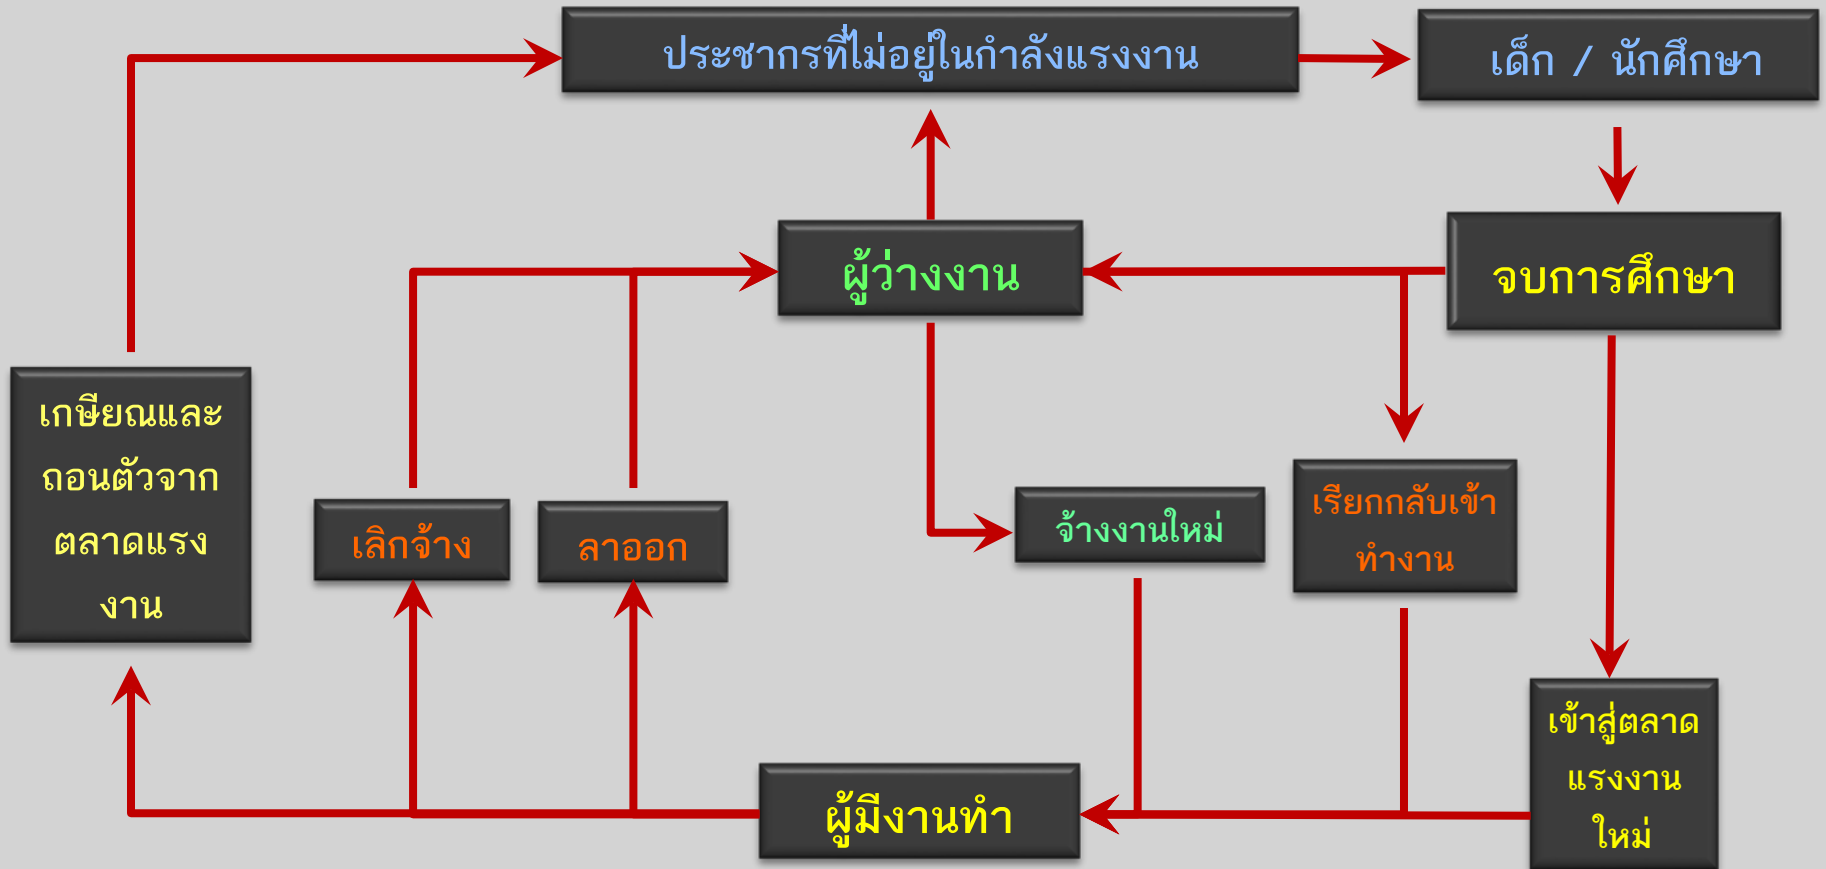 ประชากรที่ไม่อยู่ในกำลังแรงงาน
เด็ก / นักศึกษา
ผู้ว่างงาน
จบการศึกษา
เกษียณและ
ถอนตัวจาก
ตลาดแรง
งาน
เลิกจ้าง
ลาออก
จ้างงานใหม่
เรียกกลับเข้า
ทำงาน
ผู้มีงานทำ
เข้าสู่ตลาด
แรงงาน
ใหม่